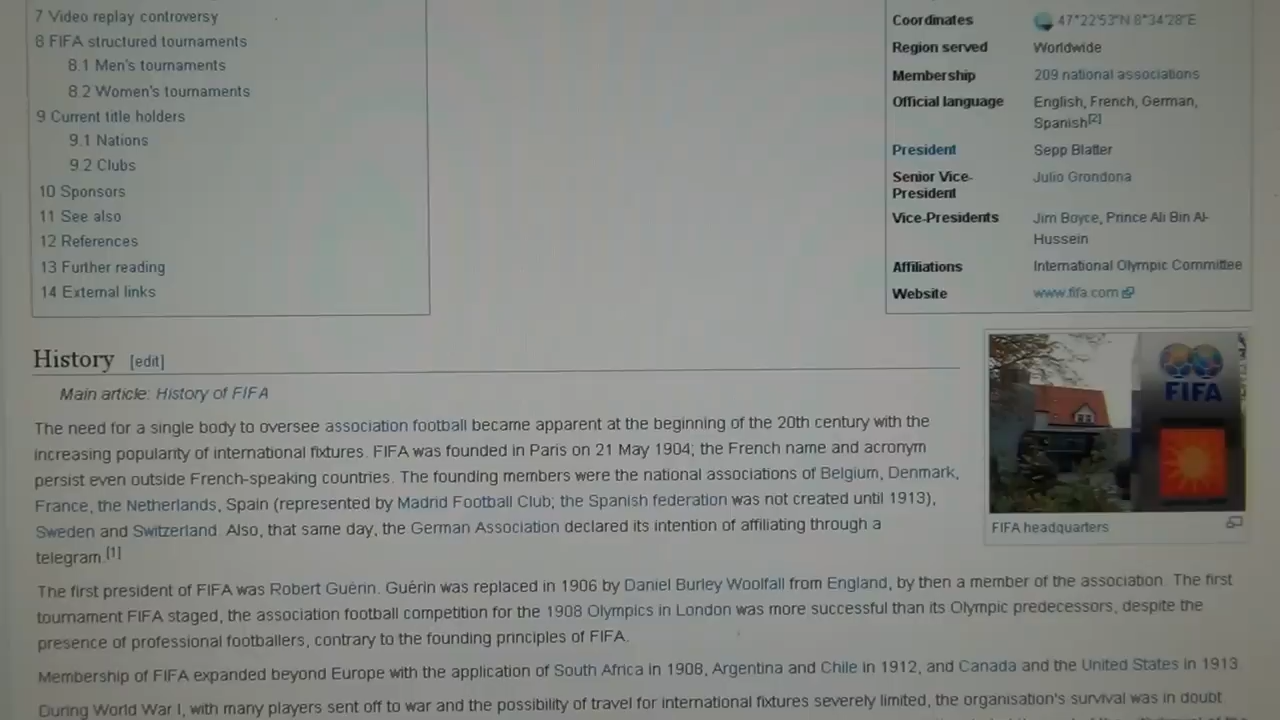 7 Video replay controversy
8 FIFA structured tournaments
8.1 Men's tournaments
8.2 Women's tournaments
9 Current title holders
9.1 Nations
9.2 Clubs
10 Sponsors
11 See also
12 References
13 Further reading
14 External links
Coordinates 47°22′53″N 8°34′28″E
Region served Worldwide
Membership 209 national associations
Official language English, French, German,
Spanish[2]
President Sepp Blatter
Senior Vice-
President Julio Grondona
Vice-Presidents Jim Boyce, Prince Ali Bin Al-
Hussein
Affiliations International Olympic Committee
Website www.fifa.com
FIFA
FIFA headquarters
History [edit]
Main article: History of FIFA
The need for a single body to oversee association football became apparent at the beginning of the 20th century with the
increasing popularity of international fixtures. FIFA was founded in Paris on 21 May 1904; the French name and acronym
persist even outside French-speaking countries. The founding members were the national associations of Belgium, Denmark,
France, the Netherlands, Spain (represented by Madrid Football Club; the Spanish federation was not created until 1913),
Sweden and Switzerland. Also, that same day, the German Association declared its intention of affiliating through a
telegram.[1]
The first president of FIFA was Robert Guérin. Guérin was replaced in 1906 by Daniel Burley Woolfall from England, by then a member of the association. The first
tournament FIFA staged, the association football competition for the 1908 Olympics in London was more successful than its Olympic predecessors, despite the
presence of professional footballers, contrary to the founding principles of FIFA.
Membership of FIFA expanded beyond Europe with the application of South Africa in 1908, Argentina and Chile in 1912, and Canada and the United States in 1913.
During World War I, with many players sent off to war and the possibility of travel for international fixtures severely limited, the organisation's survival was in doubt